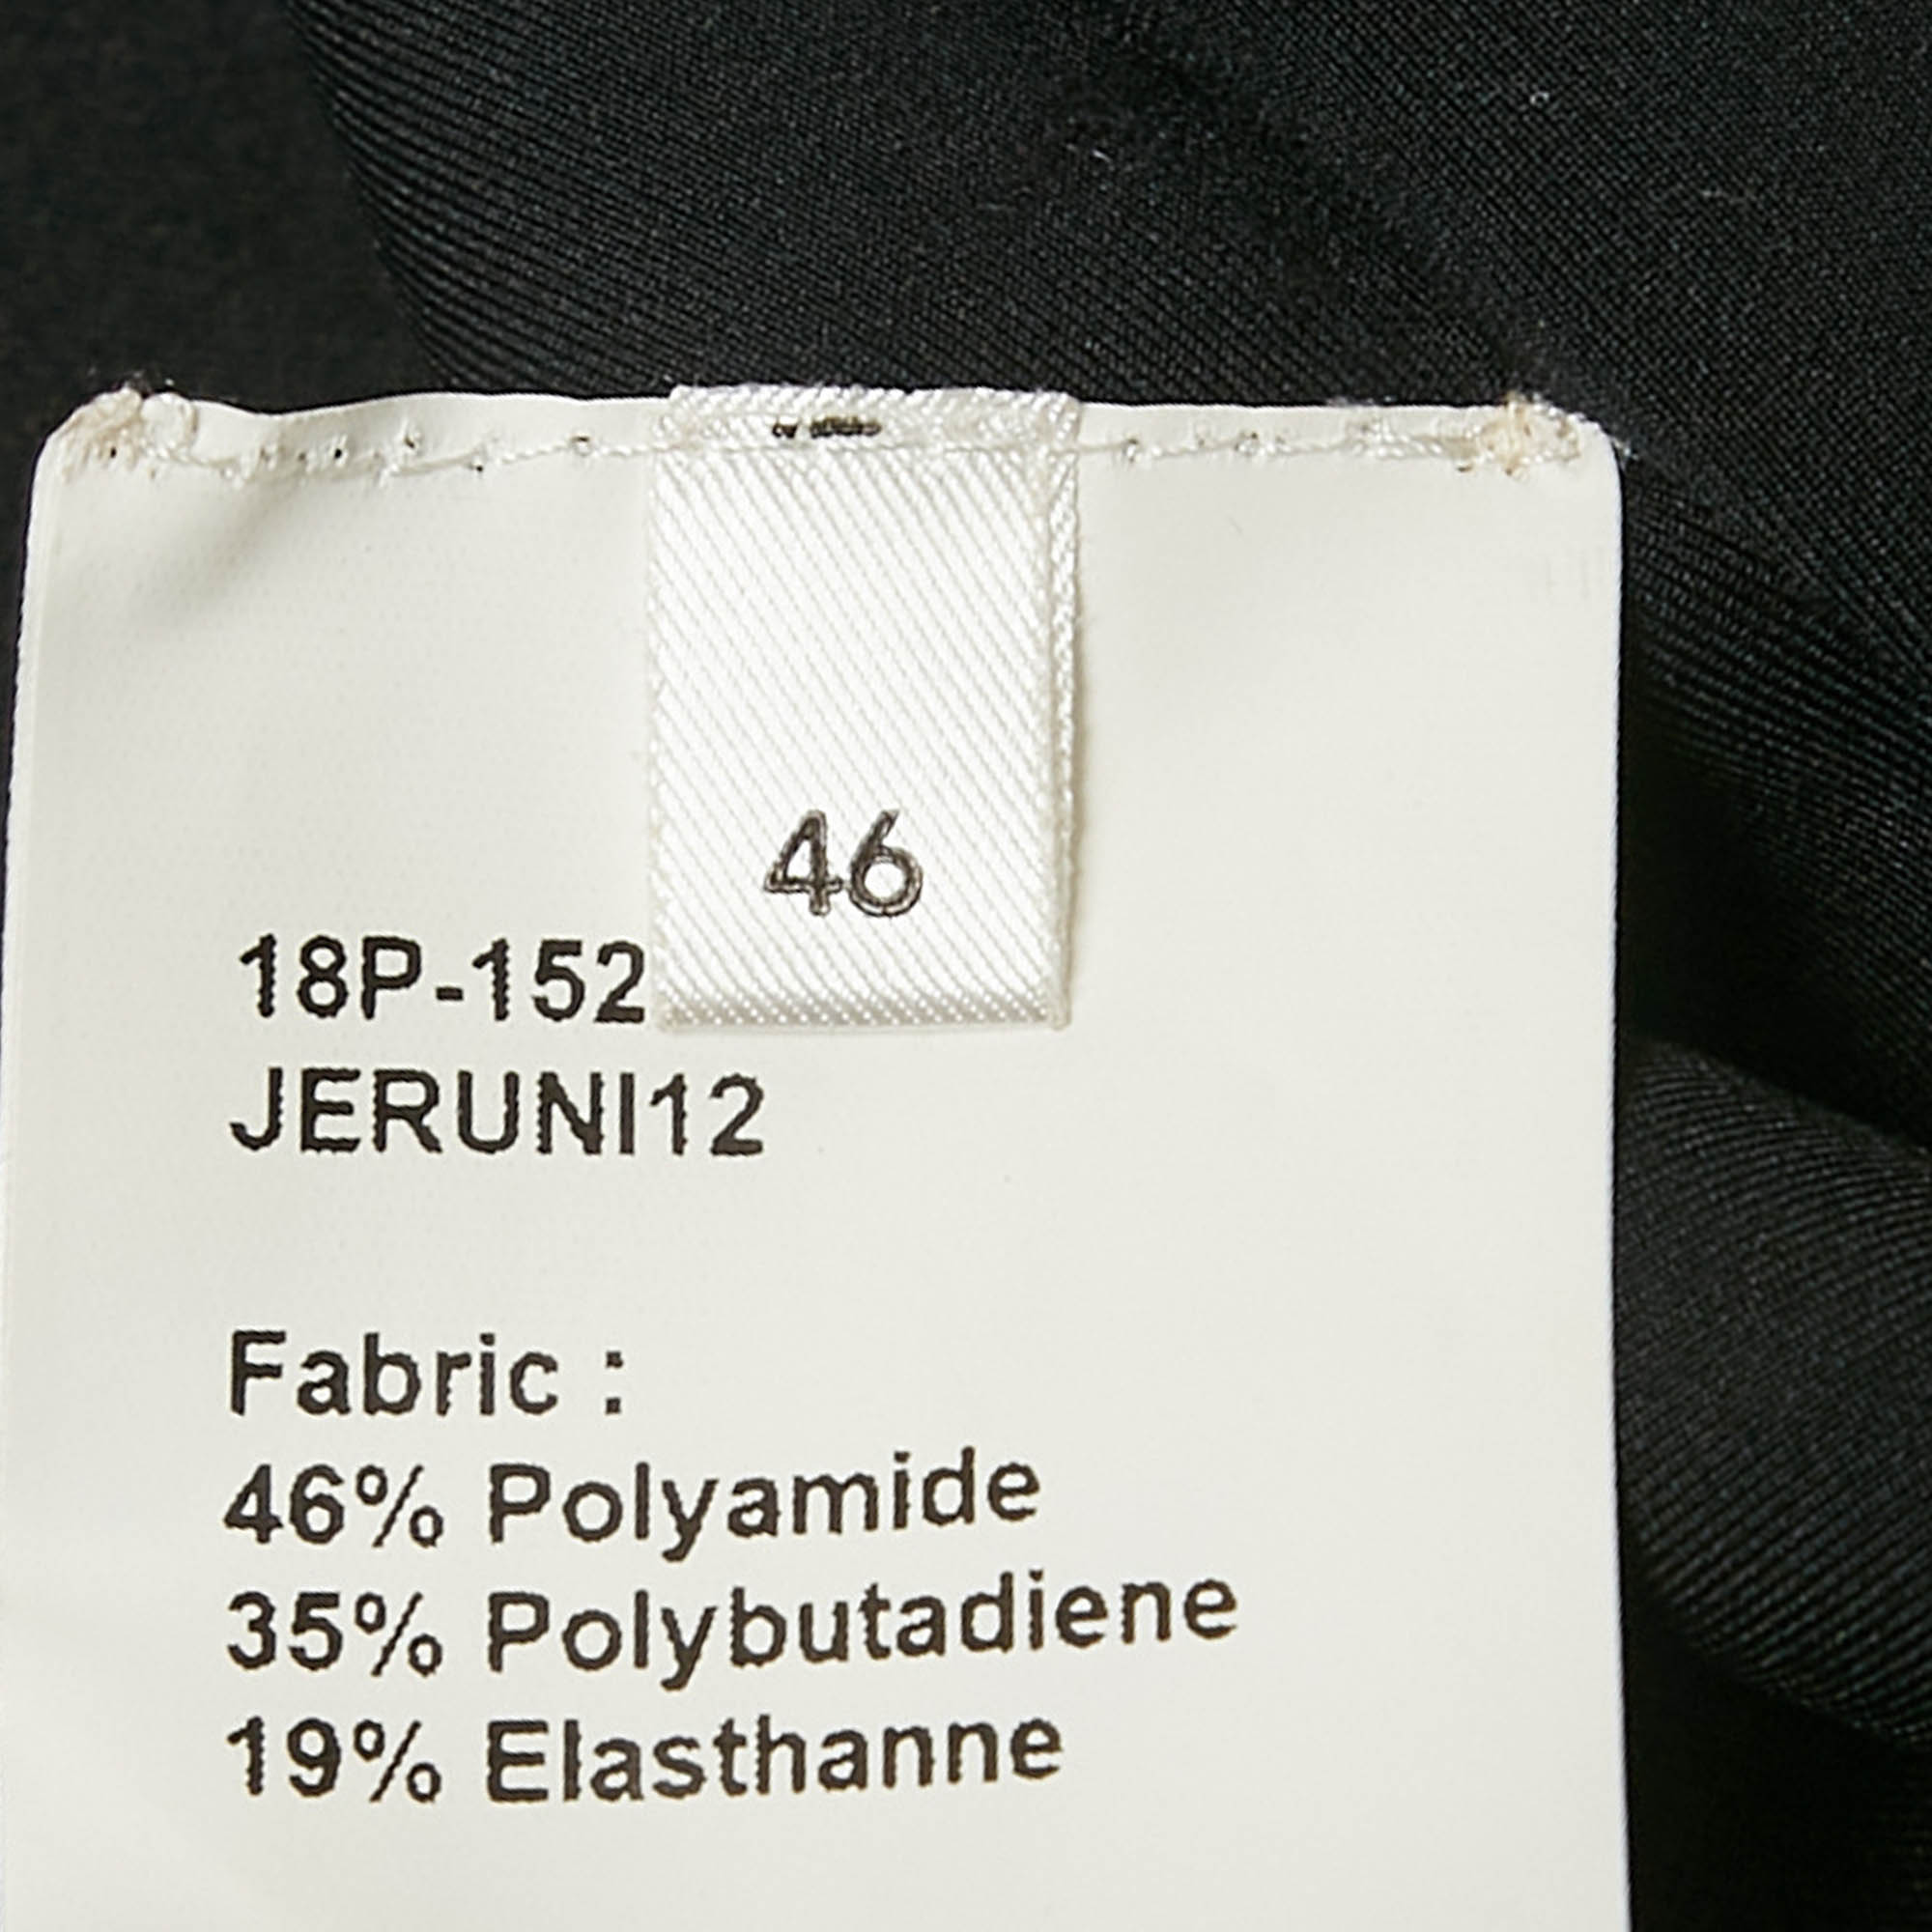 46
18P-152
JERUNI12
Fabric :
46% Polyamide
35% Polybutadiene
19% Elasthanne